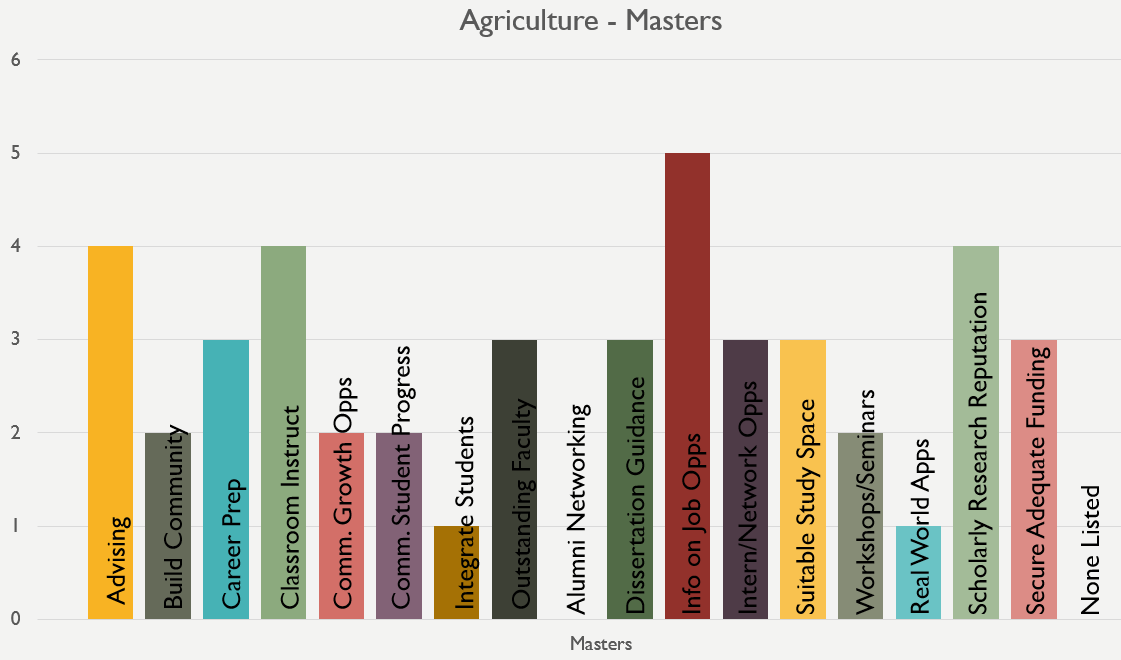 Agriculture - Masters
6
5
4
3
2
1
0
Advising
Build Community
Career Prep
Classroom Instruct
Comm. Growth Opps
Comm. Student Progress
Integrate Students
Outstanding Faculty
Alumni Networking
Dissertation Guidance
Info on Job Opps
Intern/Network Opps
Suitable Study Space
Workshops/Seminars
Real World Apps
Scholarly Research Reputation
Secure Adequate Funding
None Listed
Masters